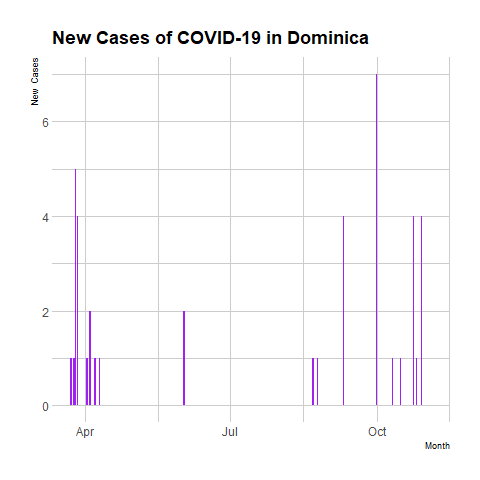 New Cases of COVID-19 in Dominica
New Cases
6
4
2
0
Apr Jul Oct
Month